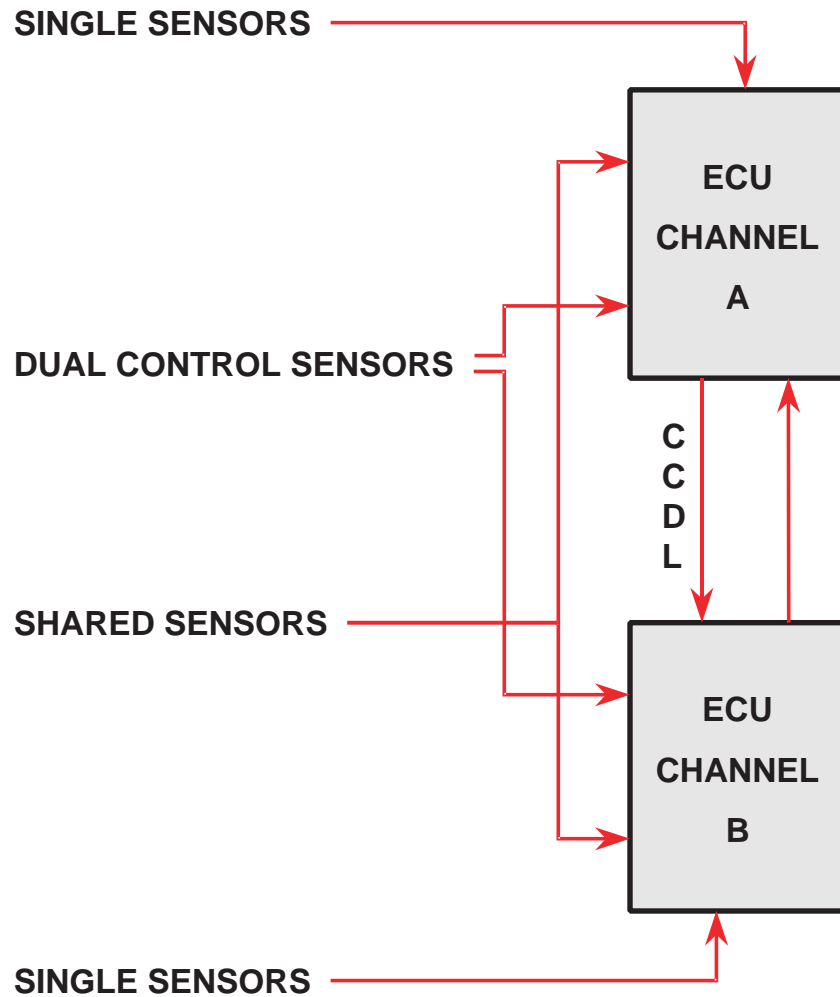 SINGLE SENSORS
ECU
CHANNEL
A
DUAL CONTROL SENSORS
C
C
D
L
SHARED SENSORS
ECU
CHANNEL
B
SINGLE SENSORS